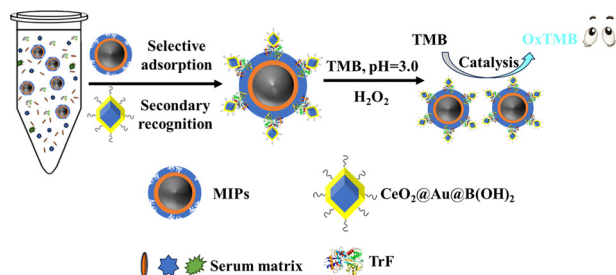 Selective
adsorption
Secondary
recognition
TMB, pH=3.0
H₂O₂
TMB
OxTMB
Catalysis
MIPs
CeO₂@Au@B(OH)₂
Serum matrix
TrF